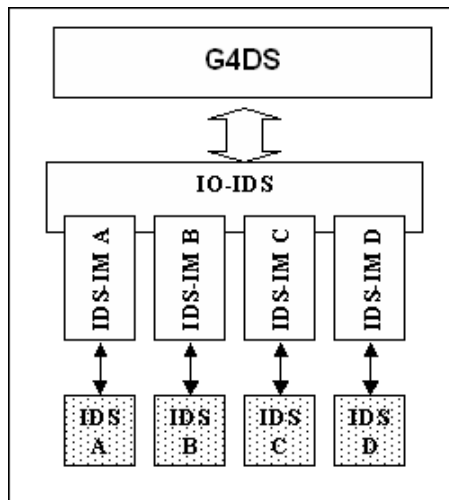 G4DS
IO-IDS
IDS-IM A
IDS-IM B
IDS-IM C
IDS-IM D
IDS
A
IDS
B
IDS
C
IDS
D